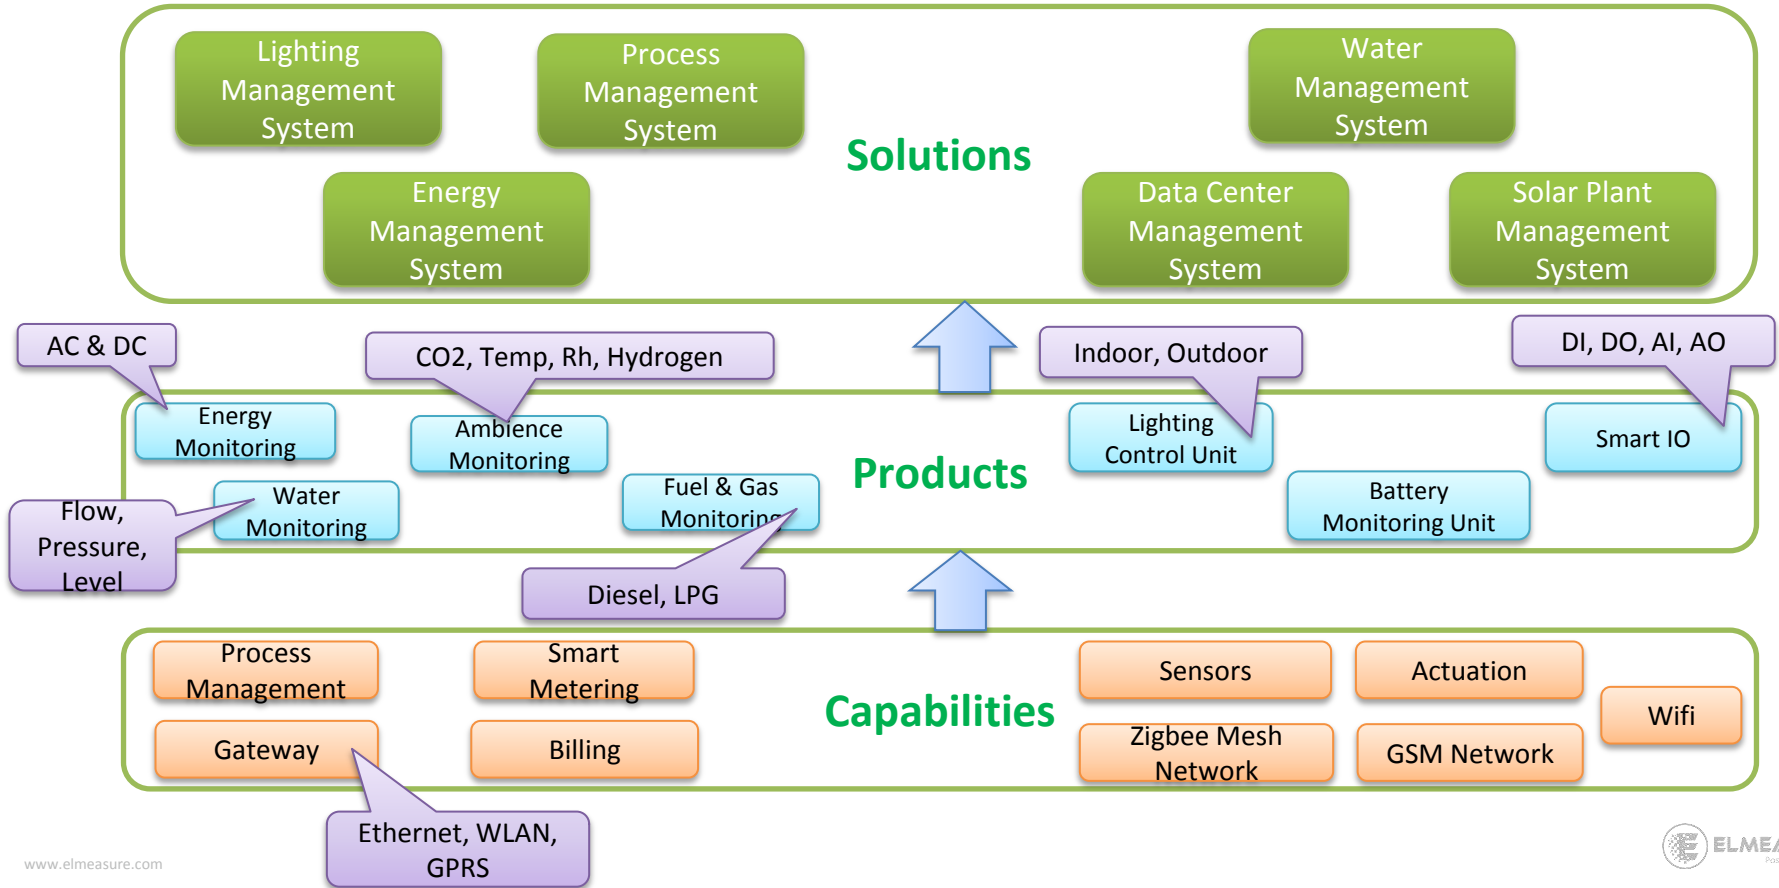 Lighting
Management
System
Process
Management
System
Water
Management
System
Solutions
Energy
Management
System
Data Center
Management
System
Solar Plant
Management
System
AC & DC
CO2, Temp, Rh, Hydrogen
Indoor, Outdoor
DI, DO, AI, AO
Energy
Monitoring
Ambience
Monitoring
Lighting
Control Unit
Smart IO
Products
Water
Monitoring
Fuel & Gas
Monitoring
Battery
Monitoring Unit
Flow,
Pressure,
Level
Diesel, LPG
Process
Management
Smart
Metering
Sensors
Actuation
Wifi
Capabilities
Gateway
Billing
Zigbee Mesh
Network
GSM Network
Ethernet, WLAN,
GPRS
www.elmeasure.com